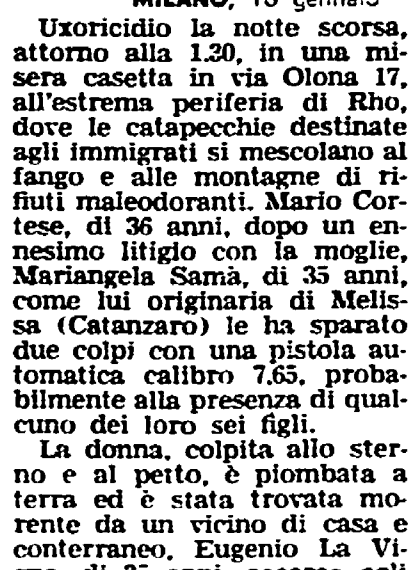 MILANO, 13 gennaio
Uxoricidio la notte scorsa,
attorno alla 1.30, in una mi-
sera casetta in via Olona 17,
all'estrema periferia di Rho,
dove le catapecchie destinate
agli immigrati si mescolano al
fango e alle montagne di ri-
fiuti maleodoranti. Mario Cor-
tese, di 36 anni, dopo un en-
nesimo litigio con la moglie,
Mariangela Samà, di 35 anni,
come lui originaria di Melis-
sa (Catanzaro) le ha sparato
due colpi con una pistola au-
tomatica calibro 7,65, proba-
bilmente alla presenza di qual-
cuno dei loro sei figli.
La donna, colpita allo ster-
no e al petto, è piombata a
terra ed è stata trovata mo-
rente da un vicino di casa e
conterraneo, Eugenio La Vi-